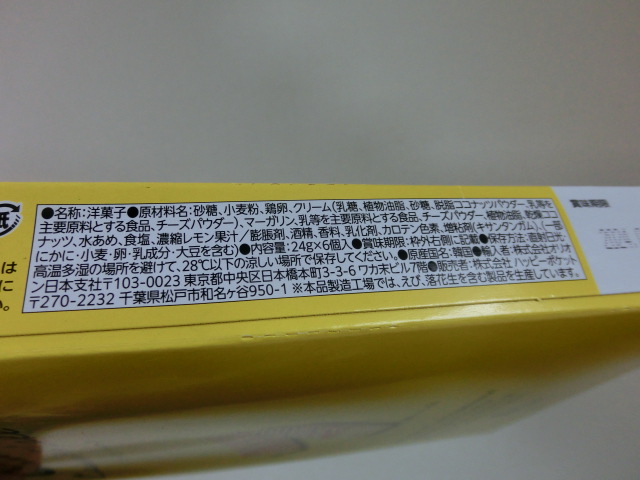 ●名称:洋菓子●原材料名:砂糖、小麦粉、鶏卵、クリーム(乳糖、植物油脂、砂糖、脱脂ココナッツパウダー、乳等を
主要原料とする食品、チーズパウダー)、マーガリン、乳等を主要原料とする食品、チーズパウダー、植物油脂、乾燥ココ
ナッツ、水あめ、食塩、濃縮レモン果汁/膨脹剤、酒精、香料、乳化剤、カロテン色素、増粘剤(キサンタンガム)、(一部
にかに・小麦・卵・乳成分・大豆を含む)●内容量:24g×6個入●賞味期限:枠外右側に記載●保存方法:直射日光、
高温多湿の場所を避けて、28℃以下の涼しい場所で保存してください。●原産国名:韓国●輸入者:株式会社オリオ
ン日本支社〒103-0023 東京都中央区日本橋本町3-3-6 ワカ末ビル7階●販売者:株式会社 ハッピーポケット
〒270-2232 千葉県松戸市和名ヶ谷950-1 ※本品製造工場では、えび、落花生を含む製品を生産しています。
紙
は
に
い。
賞味期限
2024